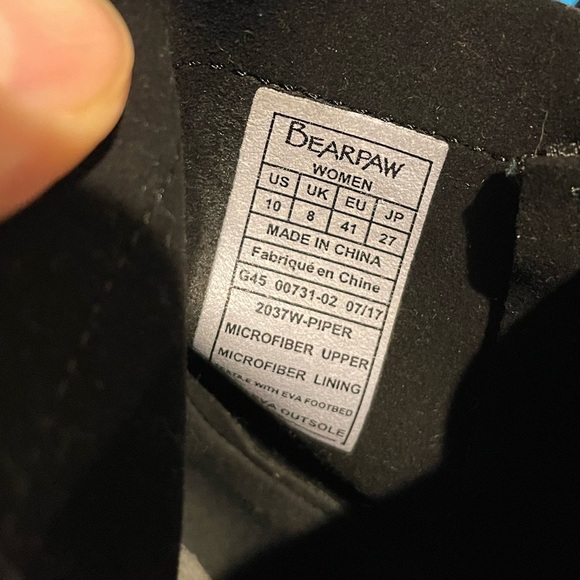 BEARPAW
WOMEN
US UK EU JP
10 8 41 27
MADE IN CHINA
Fabriqué en Chine
G45 00731-02 07/17
2037W-PIPER
MICROFIBER UPPER
MICROFIBER LINING
WITH EVA FOOTBED
OUTSOLE